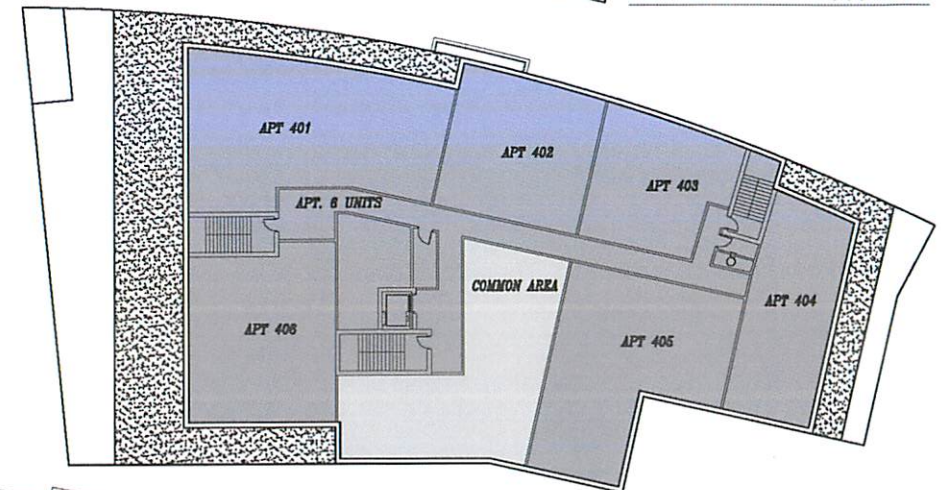 APT 401
APT 402
APT 403
APT. 6 UNITS
COMMON AREA
APT 404
APT 406
APT 405